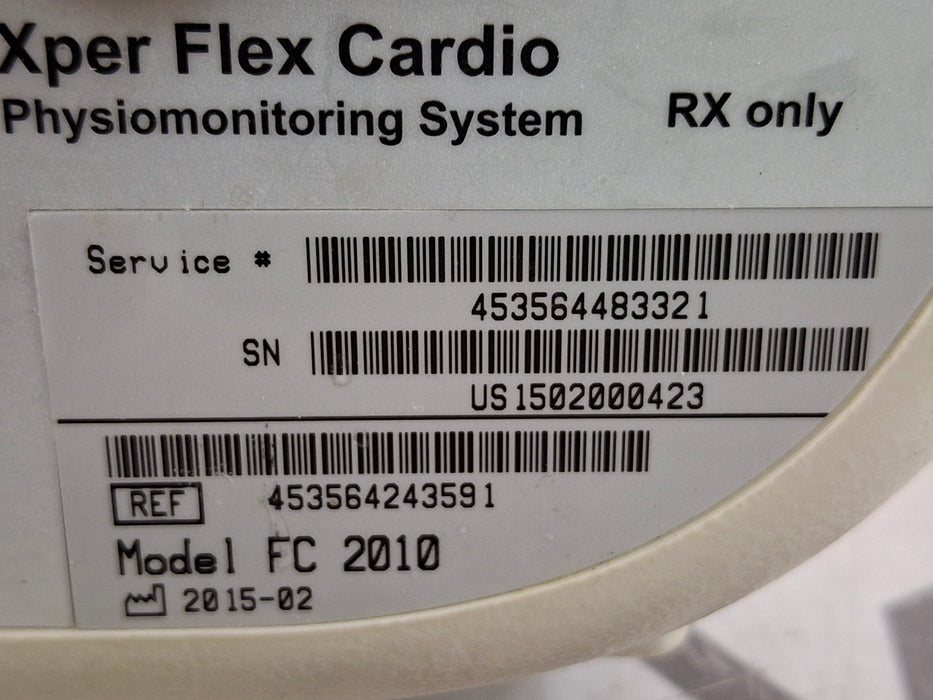 Xper Flex Cardio
Physiomonitoring System RX only
Service # 
453564483321
SN
US1502000423
REF 453564243591
Model FC 2010
2015-02